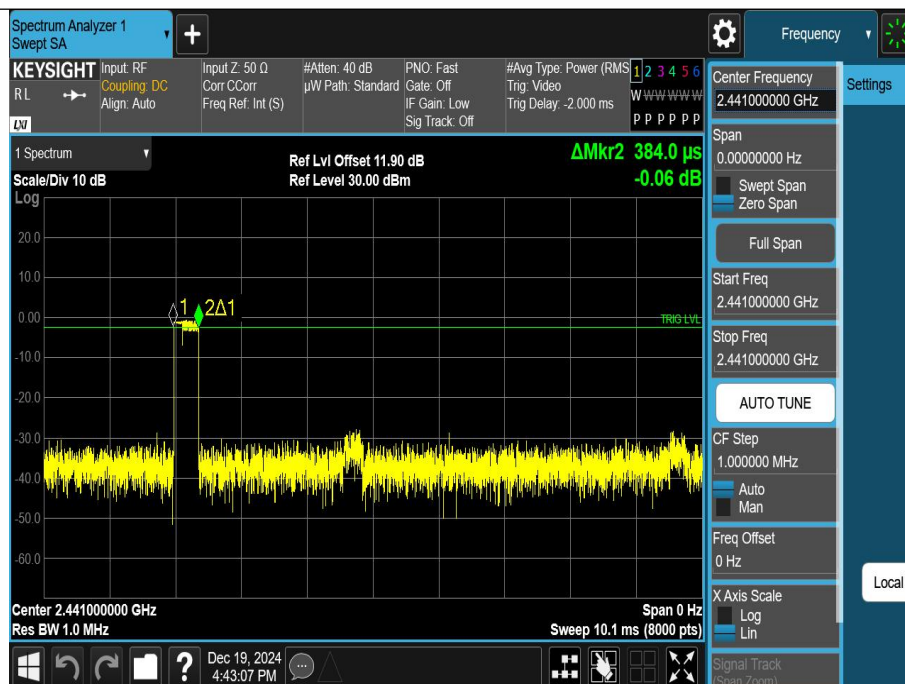 Spectrum Analyzer 1
Swept SA
+
Frequency
KEYSIGHT
R L
LXI
Input: RF
Coupling: DC
Align: Auto
Input Z: 50 Ω
Corr CCorr
Freq Ref: Int (S)
#Atten: 40 dB
µW Path: Standard
PNO: Fast
Gate: Off
IF Gain: Low
Sig Track: Off
#Avg Type: Power (RMS
Trig: Video
Trig Delay: -2.000 ms
1 2 3 4 5 6
W W W W W W
P P P P P P
1 Spectrum
Scale/Div 10 dB
Log
Ref Lvl Offset 11.90 dB
Ref Level 30.00 dBm
ΔMkr2 384.0 µs
-0.06 dB
20.0
10.0
0.00
-10.0
-20.0
-30.0
-40.0
-50.0
-60.0
1
2Δ1
TRIG LVL
Center 2.441000000 GHz
Res BW 1.0 MHz
Span 0 Hz
Sweep 10.1 ms (8000 pts)
Center Frequency
2.441000000 GHz
Span
0.00000000 Hz
Swept Span
Zero Span
Full Span
Start Freq
2.441000000 GHz
Stop Freq
2.441000000 GHz
AUTO TUNE
CF Step
1.000000 MHz
Auto
Man
Freq Offset
0 Hz
X Axis Scale
Log
Lin
Signal Track
(Span Zoom)
Settings
Local
?
Dec 19, 2024
4:43:07 PM